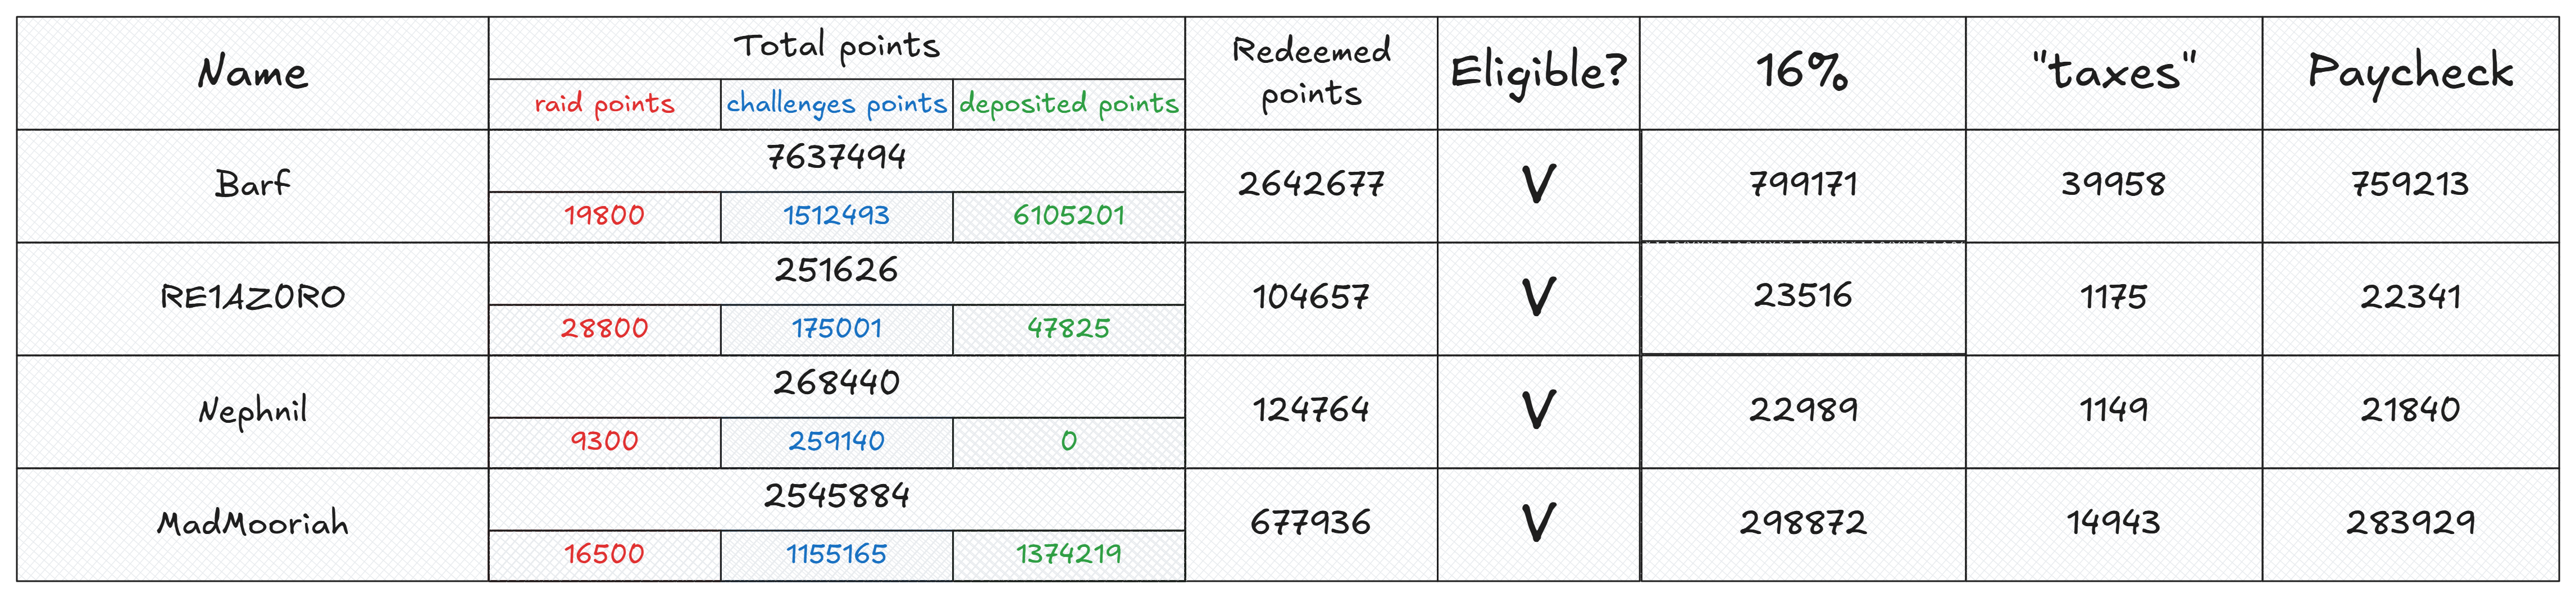 Name
Total points
raid points
challenges points
deposited points
Redeemed
points
Eligible?
16%
"taxes"
Paycheck
Barf
7637494
19800
1512493
6105201
2642677
V
799171
39958
759213
RE1AZ0RO
251626
28800
175001
47825
104657
V
23516
1175
22341
Nephnil
268440
9300
259140
0
124764
V
22989
1149
21840
MadMooriah
2545884
16500
1155165
1374219
677936
V
298872
14943
283929